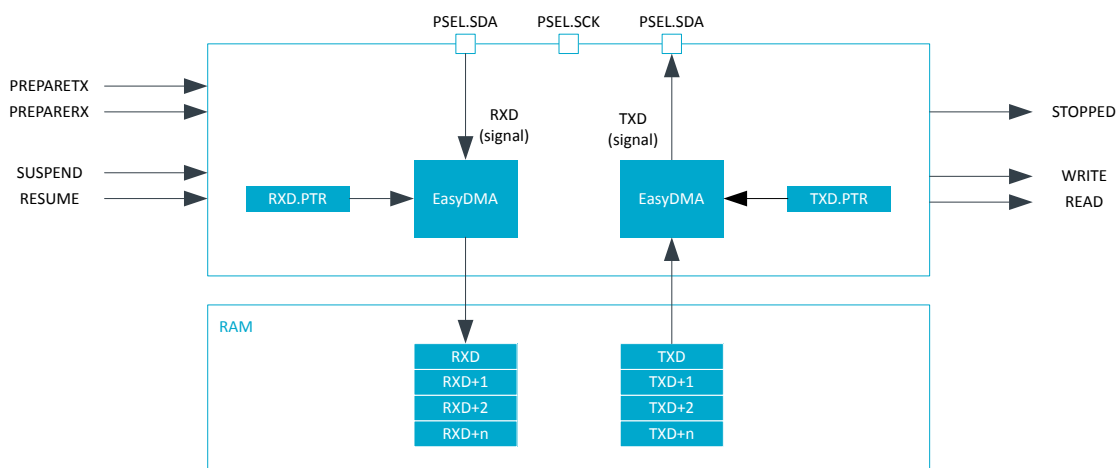 PSEL.SDA
PSEL.SCK
PSEL.SDA
PREPARETX
PREPARERX
SUSPEND
RESUME
RXD
(signal)
TXD
(signal)
STOPPED
WRITE
READ
RXD.PTR
EasyDMA
EasyDMA
TXD.PTR
RAM
RXD
RXD+1
RXD+2
RXD+n
TXD
TXD+1
TXD+2
TXD+n